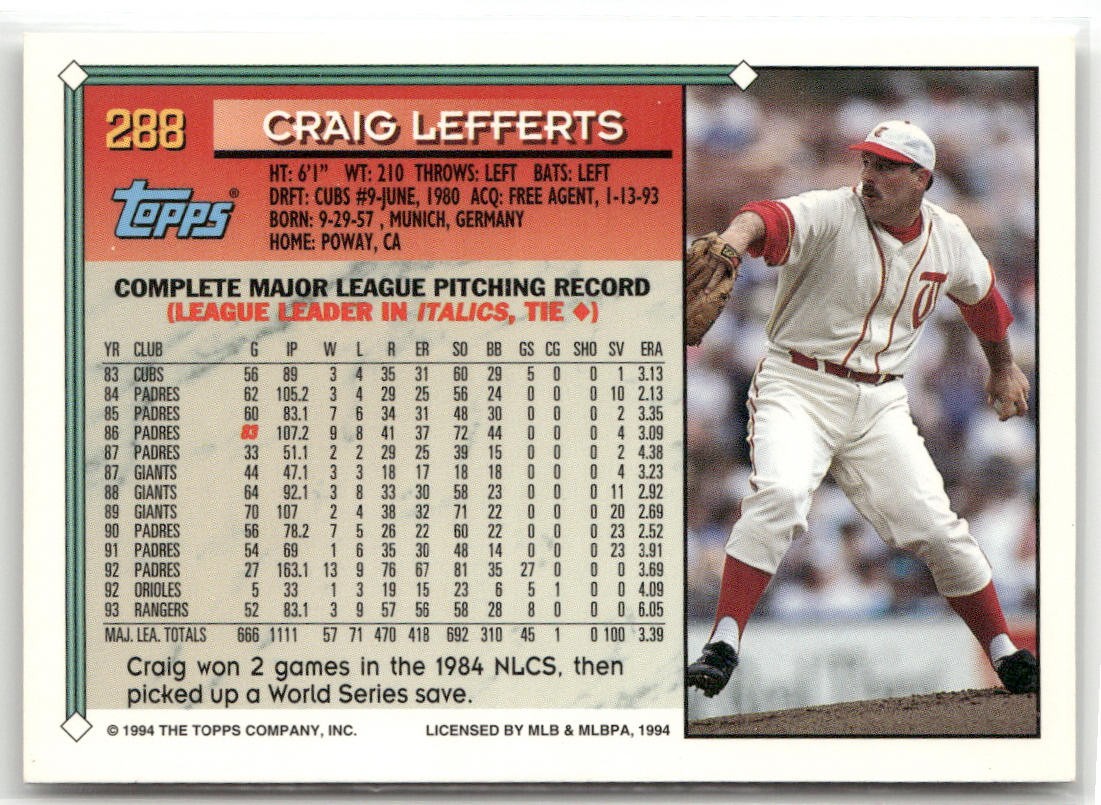 288 CRAIG LEFFERTS
topps®
HT: 6'1" WT: 210 THROWS: LEFT BATS: LEFT
DRFT: CUBS #9-JUNE, 1980 ACQ: FREE AGENT, 1-13-93
BORN: 9-29-57 , MUNICH, GERMANY
HOME: POWAY, CA
COMPLETE MAJOR LEAGUE PITCHING RECORD
(LEAGUE LEADER IN ITALICS, TIE ◆)
YR CLUB G IP W L R ER SO BB GS CG SHO SV ERA
83 CUBS 56 89 3 4 35 31 60 29 5 0 0 1 3.13
84 PADRES 62 105.2 3 4 29 25 56 24 0 0 0 10 2.13
85 PADRES 60 83.1 7 6 34 31 48 30 0 0 0 2 3.35
86 PADRES 83 107.2 9 8 41 37 72 44 0 0 0 4 3.09
87 PADRES 33 51.1 2 2 29 25 39 15 0 0 0 2 4.38
87 GIANTS 44 47.1 3 3 18 17 18 18 0 0 0 4 3.23
88 GIANTS 64 92.1 3 8 33 30 58 23 0 0 0 11 2.92
89 GIANTS 70 107 2 4 38 32 71 22 0 0 0 20 2.69
90 PADRES 56 78.2 7 5 26 22 60 22 0 0 0 23 2.52
91 PADRES 54 69 1 6 35 30 48 14 0 0 0 23 3.91
92 PADRES 27 163.1 13 9 76 67 81 35 27 0 0 0 3.69
92 ORIOLES 5 33 1 3 19 15 23 6 5 1 0 0 4.09
93 RANGERS 52 83.1 3 9 57 56 58 28 8 0 0 0 6.05
MAJ. LEA. TOTALS 666 1111 57 71 470 418 692 310 45 1 0 100 3.39
Craig won 2 games in the 1984 NLCS, then
picked up a World Series save.
© 1994 THE TOPPS COMPANY, INC. LICENSED BY MLB & MLBPA, 1994